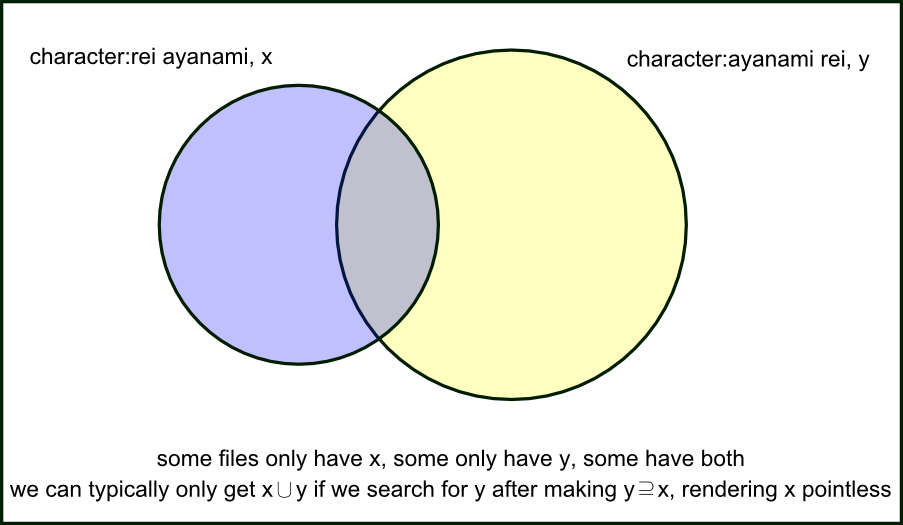 character:rei ayanami, x
character:ayanami rei, y
some files only have x, some only have y, some have both
we can typically only get x∪y if we search for y after making y⊇x, rendering x pointless